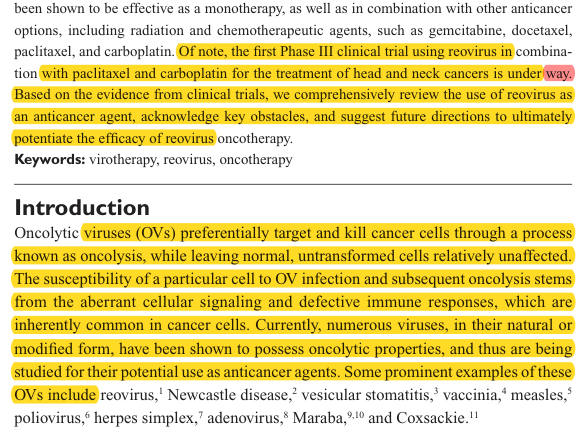 been shown to be effective as a monotherapy, as well as in combination with other anticancer
options, including radiation and chemotherapeutic agents, such as gemcitabine, docetaxel,
paclitaxel, and carboplatin. Of note, the first Phase III clinical trial using reovirus in combina-
tion with paclitaxel and carboplatin for the treatment of head and neck cancers is under way.
Based on the evidence from clinical trials, we comprehensively review the use of reovirus as
an anticancer agent, acknowledge key obstacles, and suggest future directions to ultimately
potentiate the efficacy of reovirus oncotherapy.
Keywords: virotherapy, reovirus, oncotherapy
Introduction
Oncolytic viruses (OVs) preferentially target and kill cancer cells through a process
known as oncolysis, while leaving normal, untransformed cells relatively unaffected.
The susceptibility of a particular cell to OV infection and subsequent oncolysis stems
from the aberrant cellular signaling and defective immune responses, which are
inherently common in cancer cells. Currently, numerous viruses, in their natural or
modified form, have been shown to possess oncolytic properties, and thus are being
studied for their potential use as anticancer agents. Some prominent examples of these
OVs include reovirus,¹ Newcastle disease,² vesicular stomatitis,³ vaccinia,⁴ measles,⁵
poliovirus,⁶ herpes simplex,⁷ adenovirus,⁸ Maraba,⁹,¹⁰ and Coxsackie.¹¹